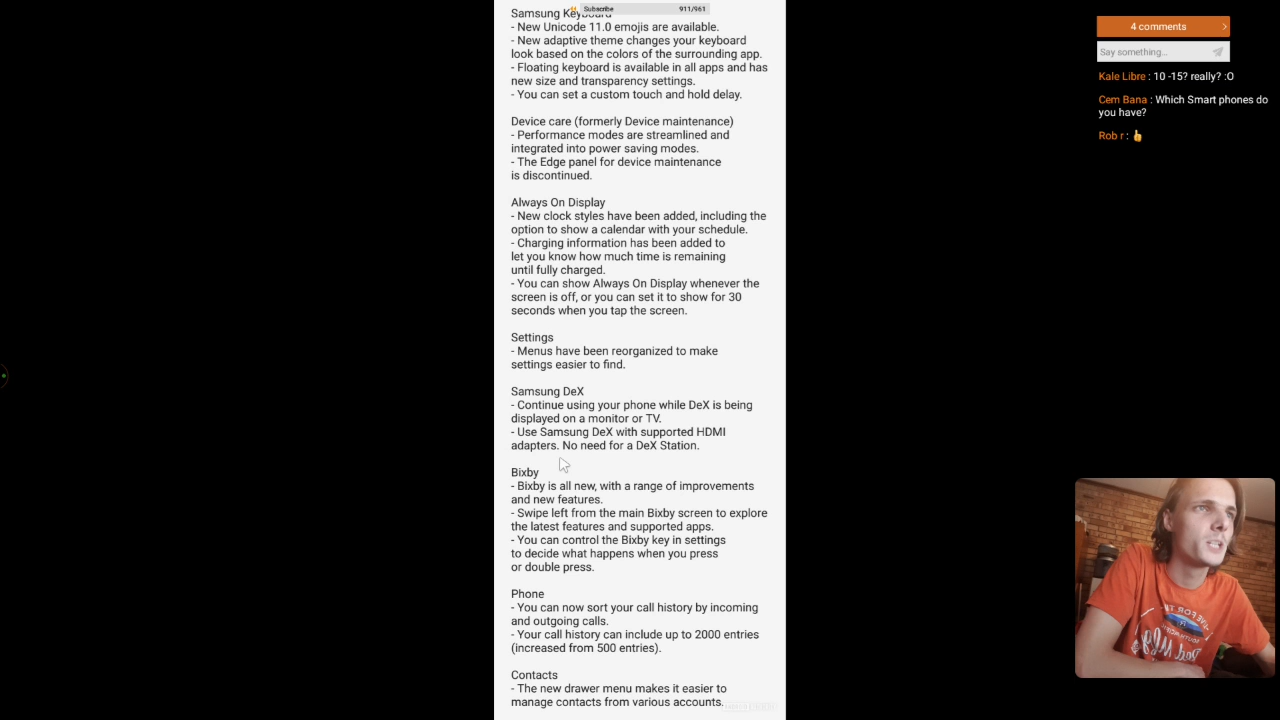 Subscribe 911/961
Samsung Keyboard
- New Unicode 11.0 emojis are available.
- New adaptive theme changes your keyboard
look based on the colors of the surrounding app.
- Floating keyboard is available in all apps and has
new size and transparency settings.
- You can set a custom touch and hold delay.
Device care (formerly Device maintenance)
- Performance modes are streamlined and
integrated into power saving modes.
- The Edge panel for device maintenance
is discontinued.
Always On Display
- New clock styles have been added, including the
option to show a calendar with your schedule.
- Charging information has been added to
let you know how much time is remaining
until fully charged.
- You can show Always On Display whenever the
screen is off, or you can set it to show for 30
seconds when you tap the screen.
Settings
- Menus have been reorganized to make
settings easier to find.
Samsung DeX
- Continue using your phone while DeX is being
displayed on a monitor or TV.
- Use Samsung DeX with supported HDMI
adapters. No need for a DeX Station.
Bixby
- Bixby is all new, with a range of improvements
and new features.
- Swipe left from the main Bixby screen to explore
the latest features and supported apps.
- You can control the Bixby key in settings
to decide what happens when you press
or double press.
Phone
- You can now sort your call history by incoming
and outgoing calls.
- Your call history can include up to 2000 entries
(increased from 500 entries).
Contacts
- The new drawer menu makes it easier to
manage contacts from various accounts.
4 comments
Say something...
Kale Libre : 10 -15? really? :O
Cem Bana : Which Smart phones do
you have?
Rob r : 👍